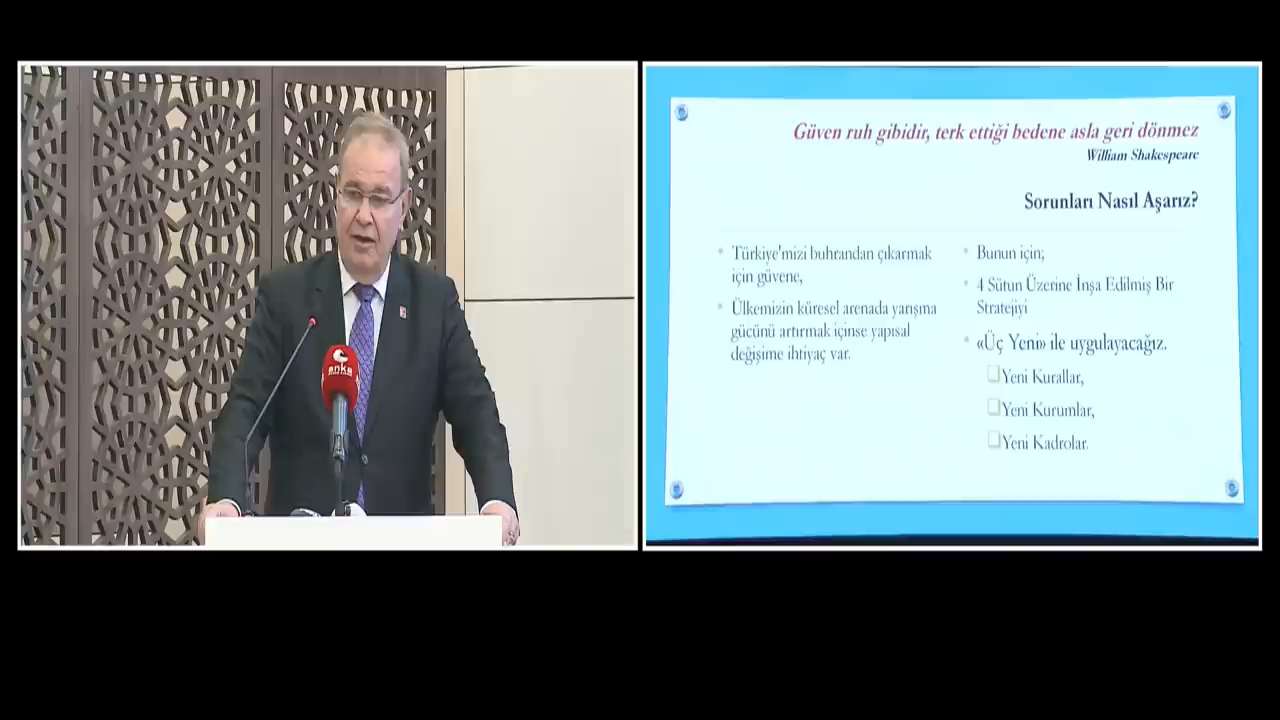 anka
Güven ruh gibidir, terk ettiği bedene asla geri dönmez
William Shakespeare
Sorunları Nasıl Aşarız?
Türkiye'mizi buhrandan çıkarmak
için güvene,
Ülkemizin küresel arenada yarışma
gücünü artırmak içinse yapısal
değişime ihtiyaç var.
Bunun için;
4 Sütun Üzerine İnşa Edilmiş Bir
Stratejiyi
«Üç Yeni» ile uygulayacağız.
Yeni Kurallar,
Yeni Kurumlar,
Yeni Kadrolar.